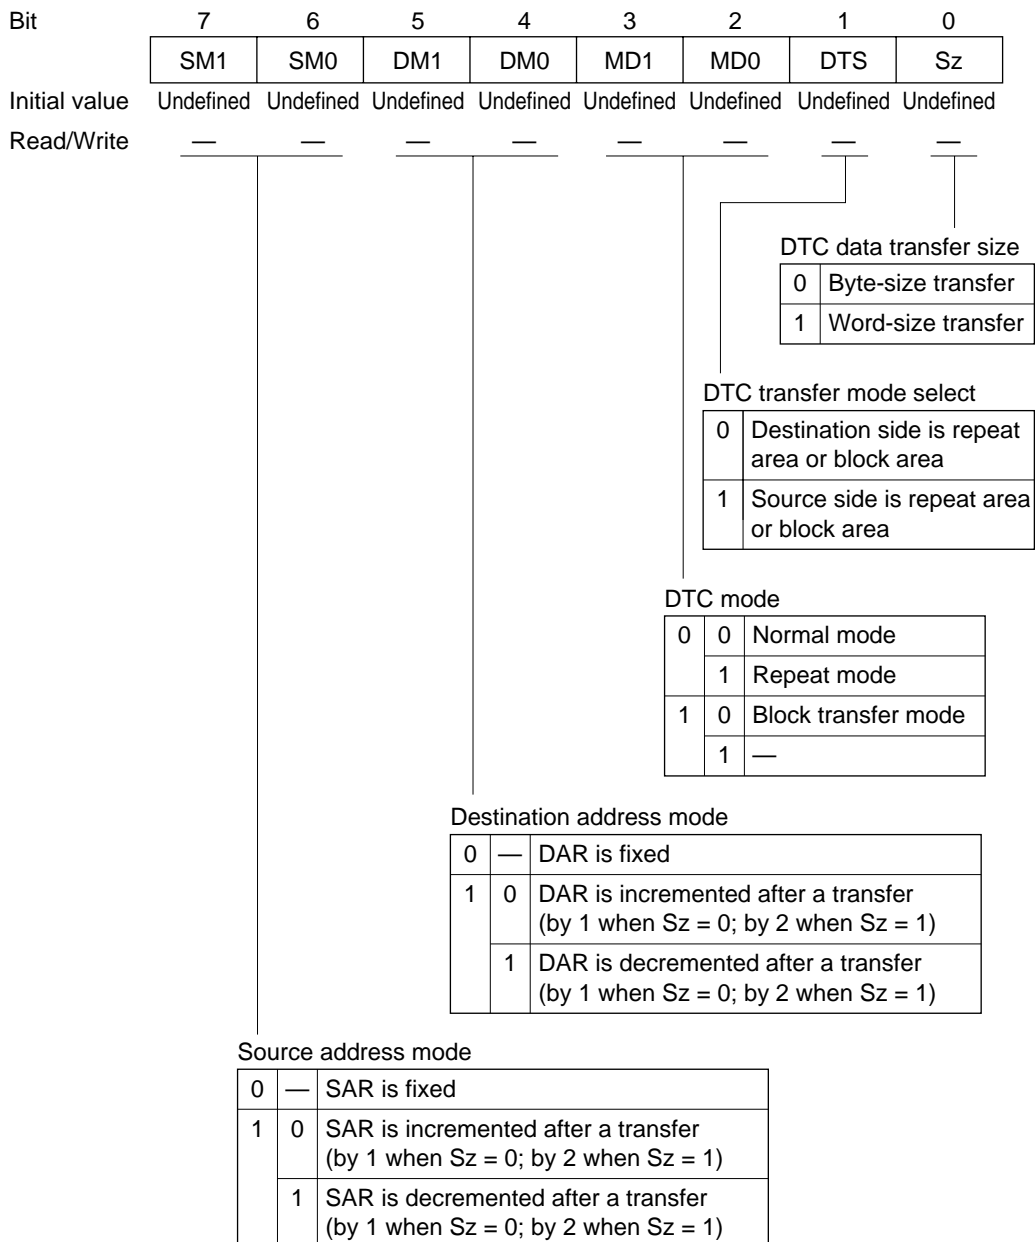 Bit 7 6 5 4 3 2 1 0
SM1 SM0 DM1 DM0 MD1 MD0 DTS Sz
Initial value Undefined Undefined Undefined Undefined Undefined Undefined Undefined Undefined
Read/Write — — — — — — — —
DTC data transfer size
0 Byte-size transfer
1 Word-size transfer
DTC transfer mode select
0 Destination side is repeat
area or block area
1 Source side is repeat area
or block area
DTC mode
0 0 Normal mode
1 Repeat mode
1 0 Block transfer mode
1 —
Destination address mode
0 — DAR is fixed
1 0 DAR is incremented after a transfer
(by 1 when Sz = 0; by 2 when Sz = 1)
1 DAR is decremented after a transfer
(by 1 when Sz = 0; by 2 when Sz = 1)
Source address mode
0 — SAR is fixed
1 0 SAR is incremented after a transfer
(by 1 when Sz = 0; by 2 when Sz = 1)
1 SAR is decremented after a transfer
(by 1 when Sz = 0; by 2 when Sz = 1)